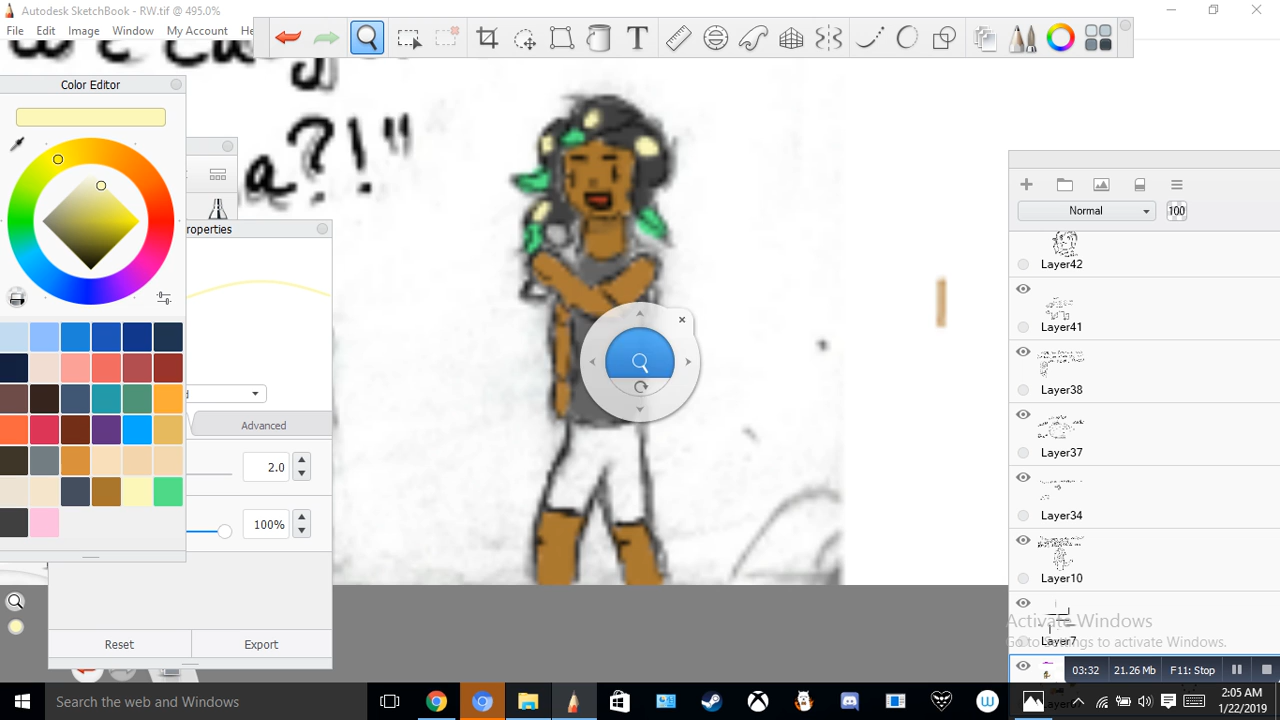 Autodesk SketchBook - RW.tif @ 495.0%
File Edit Image Window My Account
a?!"
Color Editor
roperties
Normal 100
Layer42
Layer41
Layer38
Layer37
Layer34
Layer10
Layer7
Advanced
2.0
100%
Reset Export
Activate Windows
Go to Settings to activate Windows.
03:32 21.26 Mb F11: Stop
Search the web and Windows
2:05 AM
1/22/2019